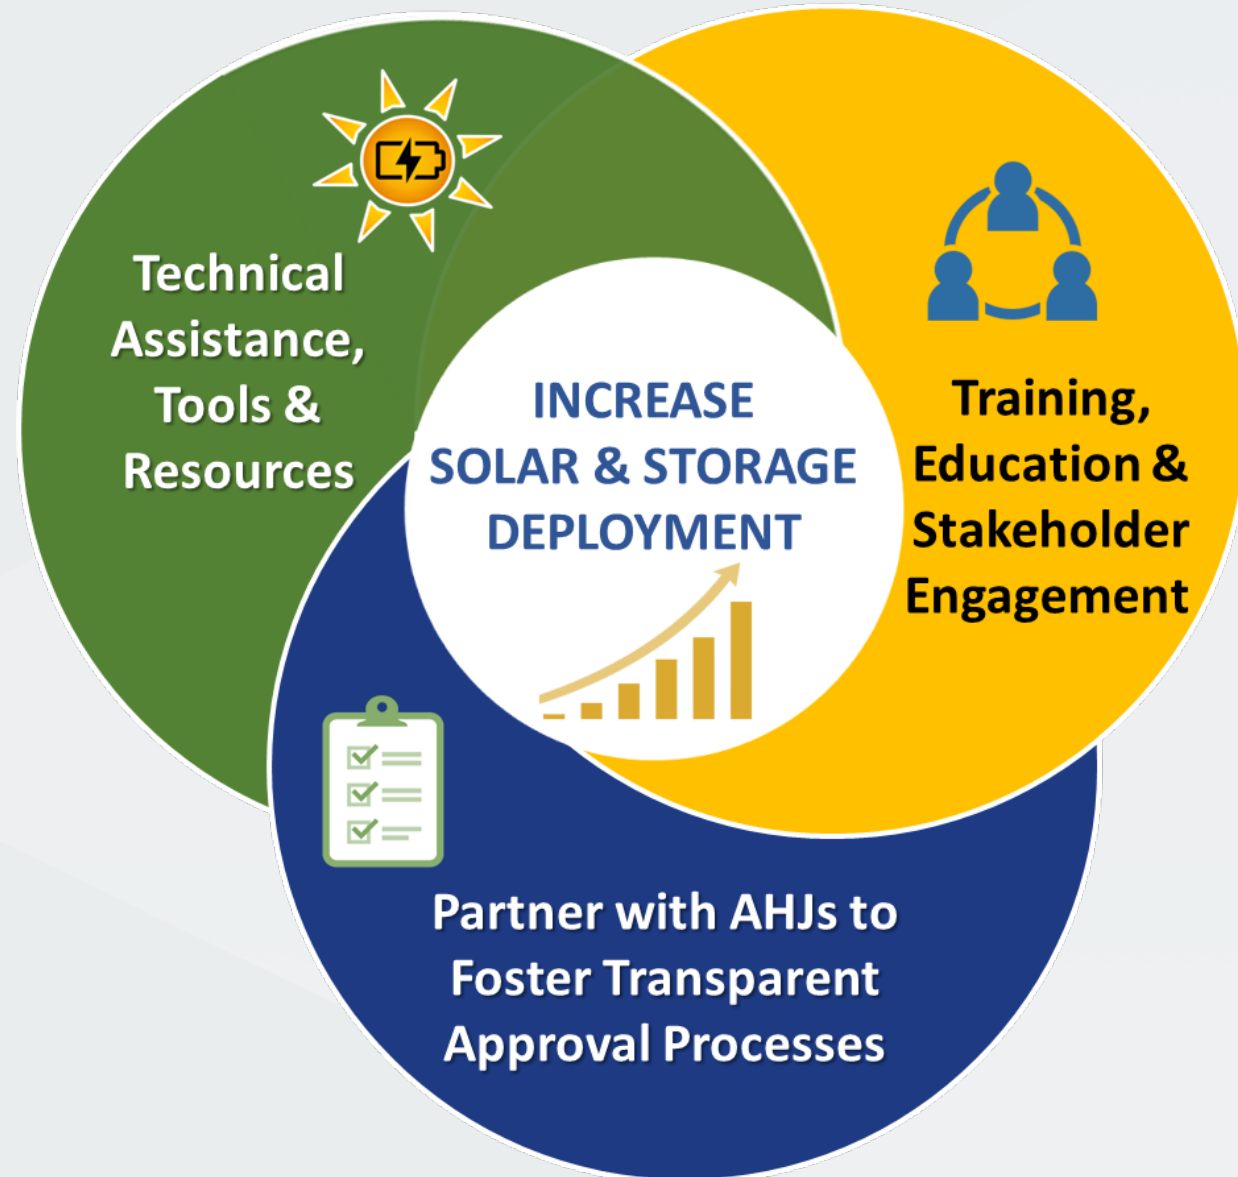 Technical
Assistance,
Tools &
Resources
INCREASE
SOLAR & STORAGE
DEPLOYMENT
Training,
Education &
Stakeholder
Engagement
Partner with AHJs to
Foster Transparent
Approval Processes